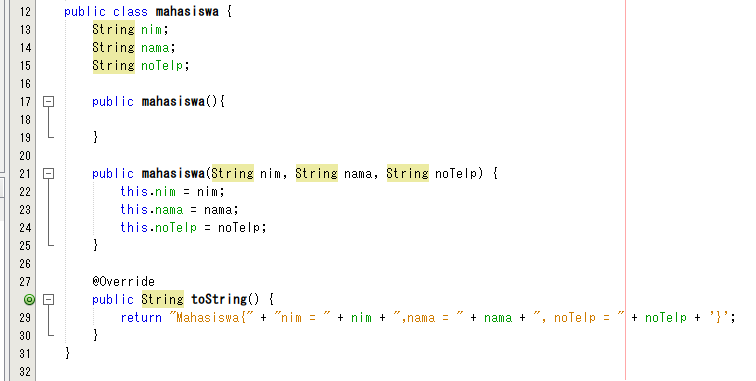 12 public class mahasiswa {
13 String nim;
14 String nama;
15 String noTelp;
16
17 public mahasiswa(){
18
19 }
20
21 public mahasiswa(String nim, String nama, String noTelp) {
22 this.nim = nim;
23 this.nama = nama;
24 this.noTelp = noTelp;
25 }
26
27 @Override
public String toString() {
29 return "Mahasiswa{" + "nim = " + nim + ",nama = " + nama + ", noTelp = " + noTelp + '}';
30 }
31 }
32